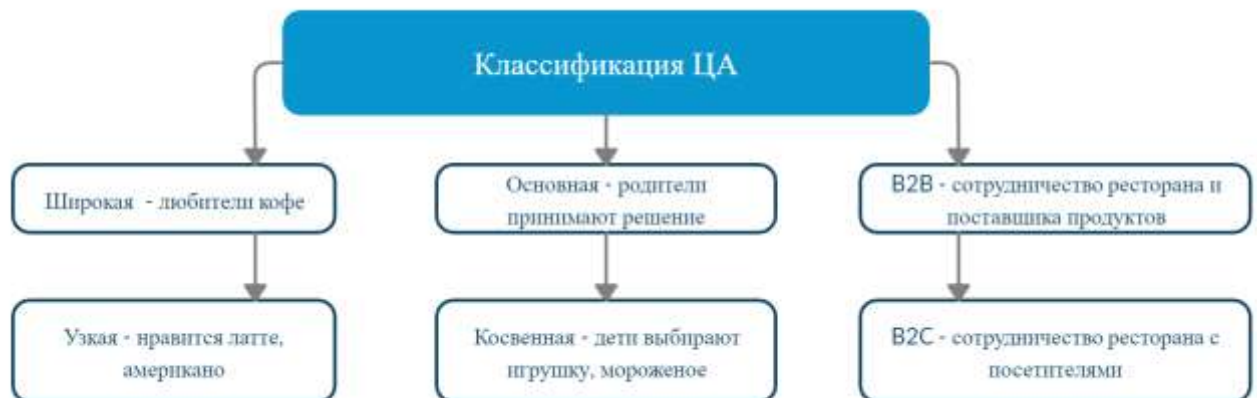 Классификация ЦА
Широкая - любители кофе
Основная - родители
принимают решение
B2B - сотрудничество ресторана и
поставщика продуктов
Узкая - нравится латте,
американо
Косвенная - дети выбирают
игрушку, мороженое
B2C - сотрудничество ресторана с
посетителями